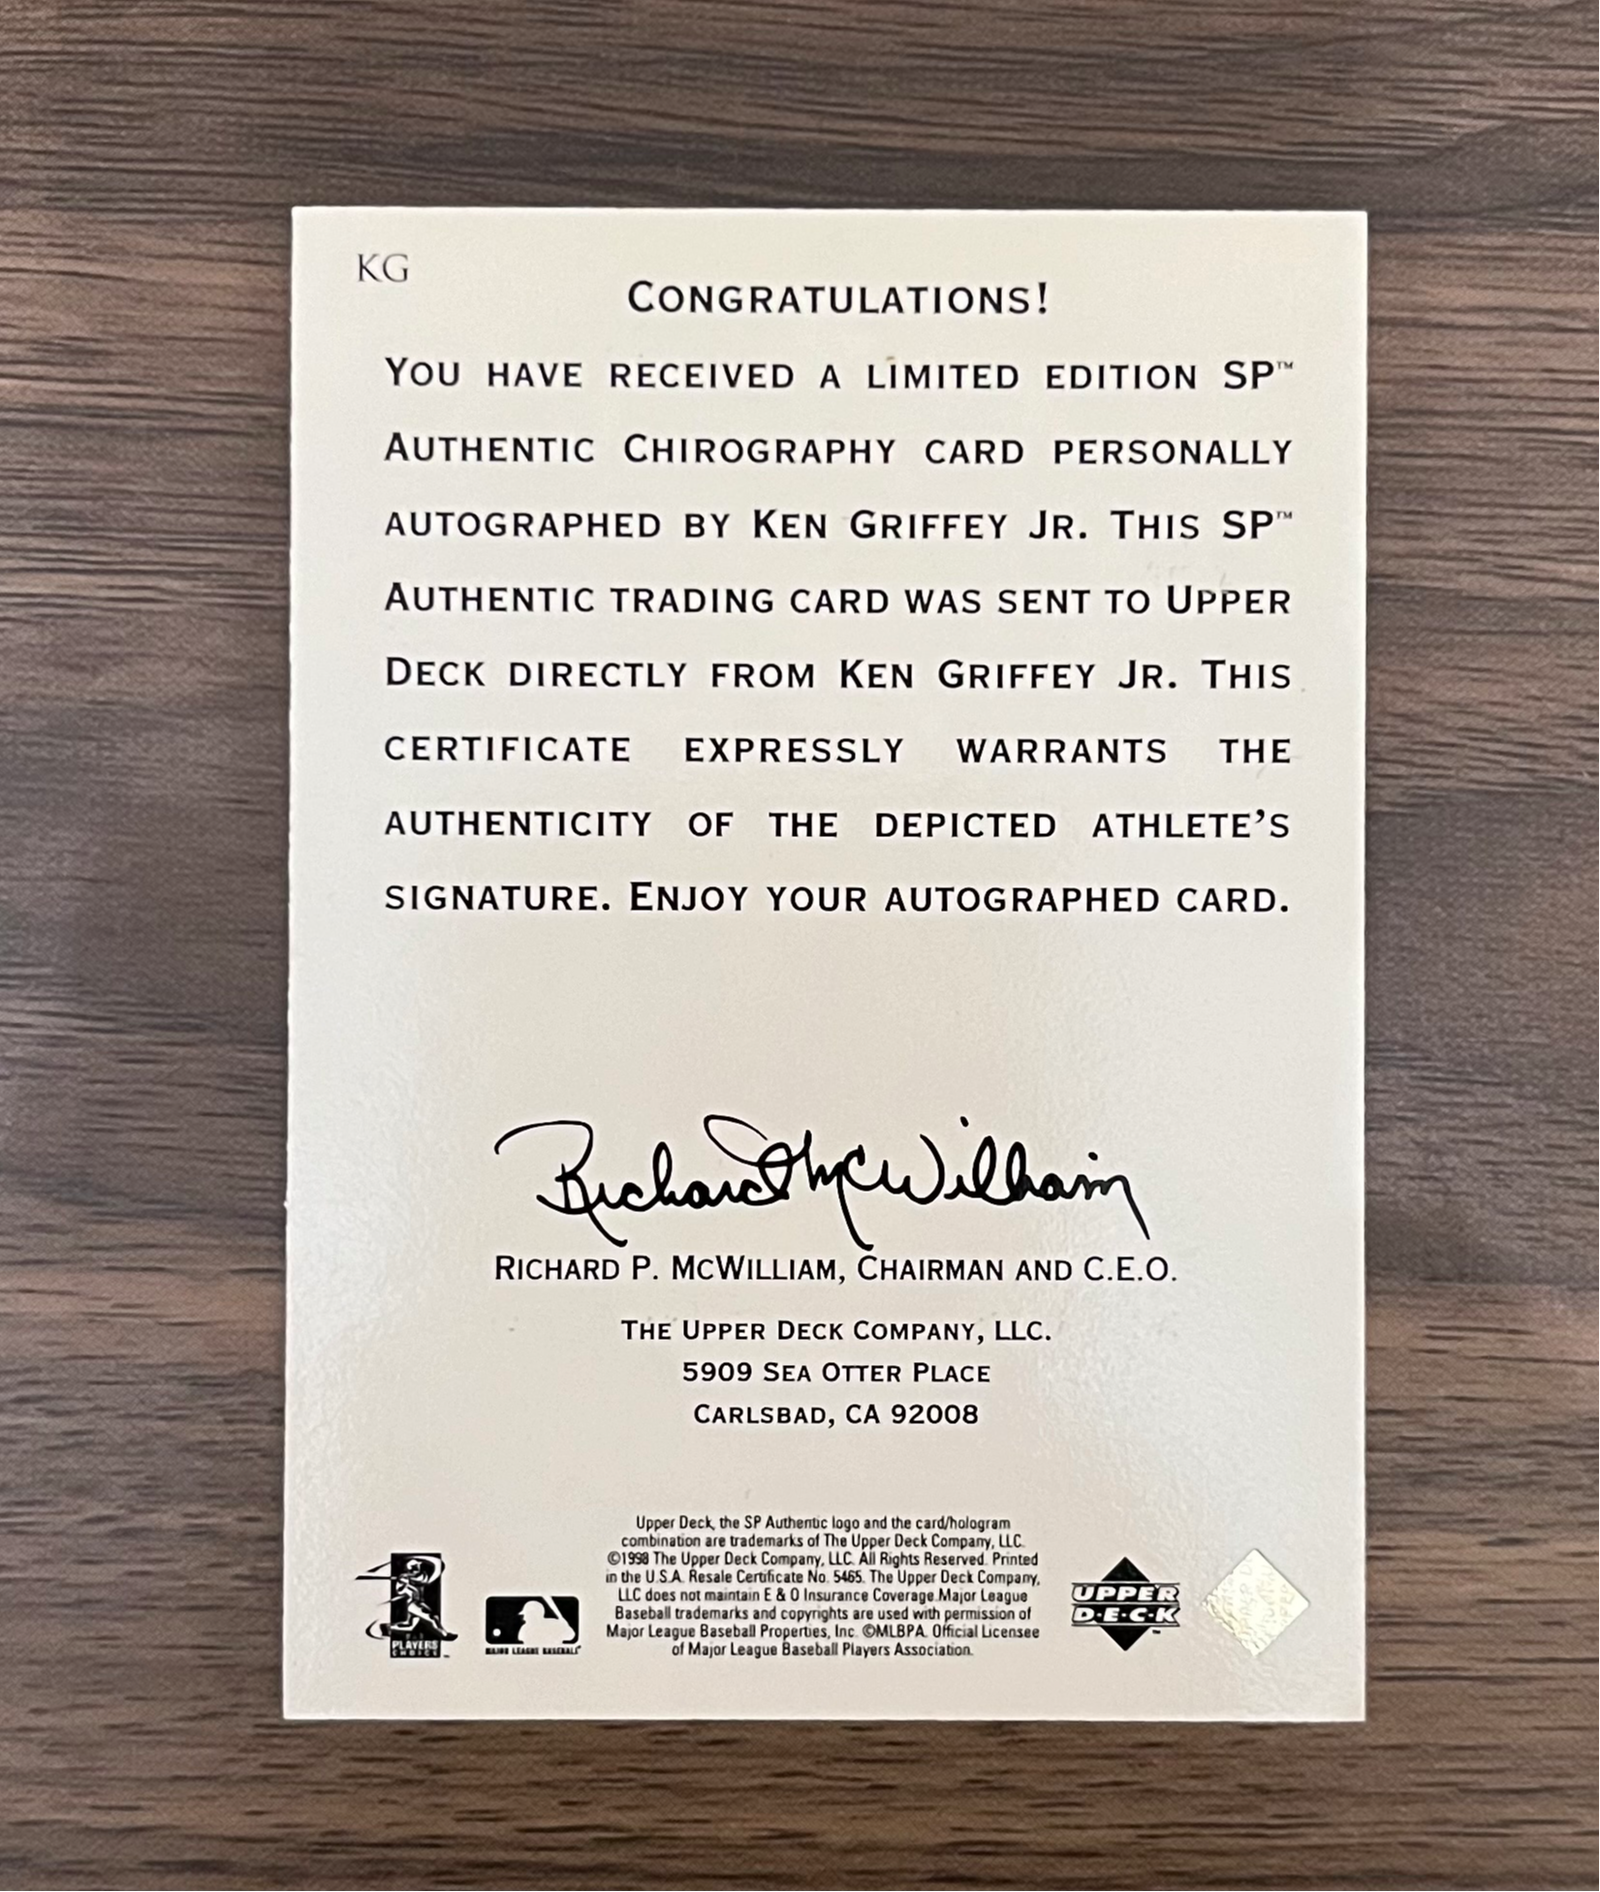 KG
CONGRATULATIONS!
YOU HAVE RECEIVED A LIMITED EDITION SP™
AUTHENTIC CHIROGRAPHY CARD PERSONALLY
AUTOGRAPHED BY KEN GRIFFEY JR. THIS SP™
AUTHENTIC TRADING CARD WAS SENT TO UPPER
DECK DIRECTLY FROM KEN GRIFFEY JR. THIS
CERTIFICATE EXPRESSLY WARRANTS THE
AUTHENTICITY OF THE DEPICTED ATHLETE'S
SIGNATURE. ENJOY YOUR AUTOGRAPHED CARD.
Richard McWilliam
RICHARD P. MCWILLIAM, CHAIRMAN AND C.E.O.
THE UPPER DECK COMPANY, LLC.
5909 SEA OTTER PLACE
CARLSBAD, CA 92008
Upper Deck, the SP Authentic logo and the card/hologram
combination are trademarks of The Upper Deck Company, LLC.
©1998 The Upper Deck Company, LLC. All Rights Reserved. Printed
in the U.S.A. Resale Certificate No. 5465. The Upper Deck Company,
LLC does not maintain E & O Insurance Coverage. Major League
Baseball trademarks and copyrights are used with permission of
Major League Baseball Properties, Inc. ©MLBPA. Official Licensee
of Major League Baseball Players Association.
PLAYERS
CHOICE
MAJOR LEAGUE BASEBALL
UPPER
D·E·C·K